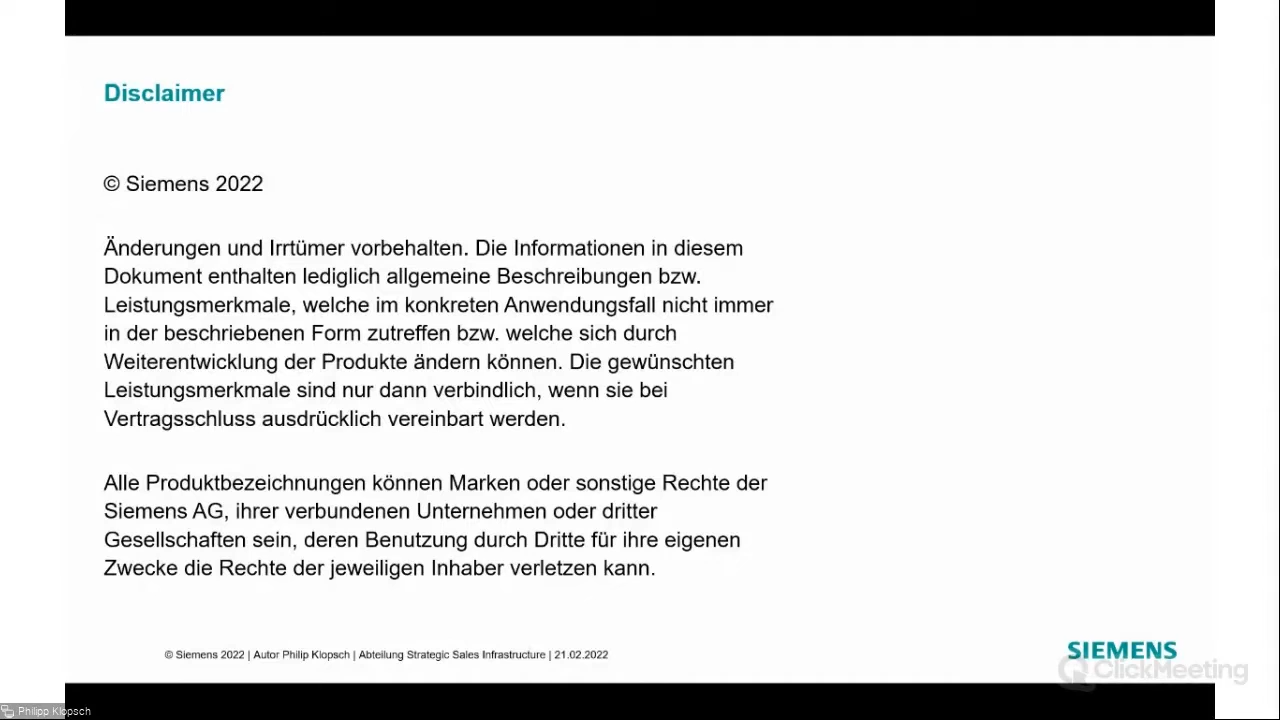 Disclaimer
© Siemens 2022
Änderungen und Irrtümer vorbehalten. Die Informationen in diesem
Dokument enthalten lediglich allgemeine Beschreibungen bzw.
Leistungsmerkmale, welche im konkreten Anwendungsfall nicht immer
in der beschriebenen Form zutreffen bzw. welche sich durch
Weiterentwicklung der Produkte ändern können. Die gewünschten
Leistungsmerkmale sind nur dann verbindlich, wenn sie bei
Vertragsschluss ausdrücklich vereinbart werden.
Alle Produktbezeichnungen können Marken oder sonstige Rechte der
Siemens AG, ihrer verbundenen Unternehmen oder dritter
Gesellschaften sein, deren Benutzung durch Dritte für ihre eigenen
Zwecke die Rechte der jeweiligen Inhaber verletzen kann.
© Siemens 2022 | Autor Philip Klopsch | Abteilung Strategic Sales Infrastructure | 21.02.2022
SIEMENS
ClickMeeting
Philipp Klopsch